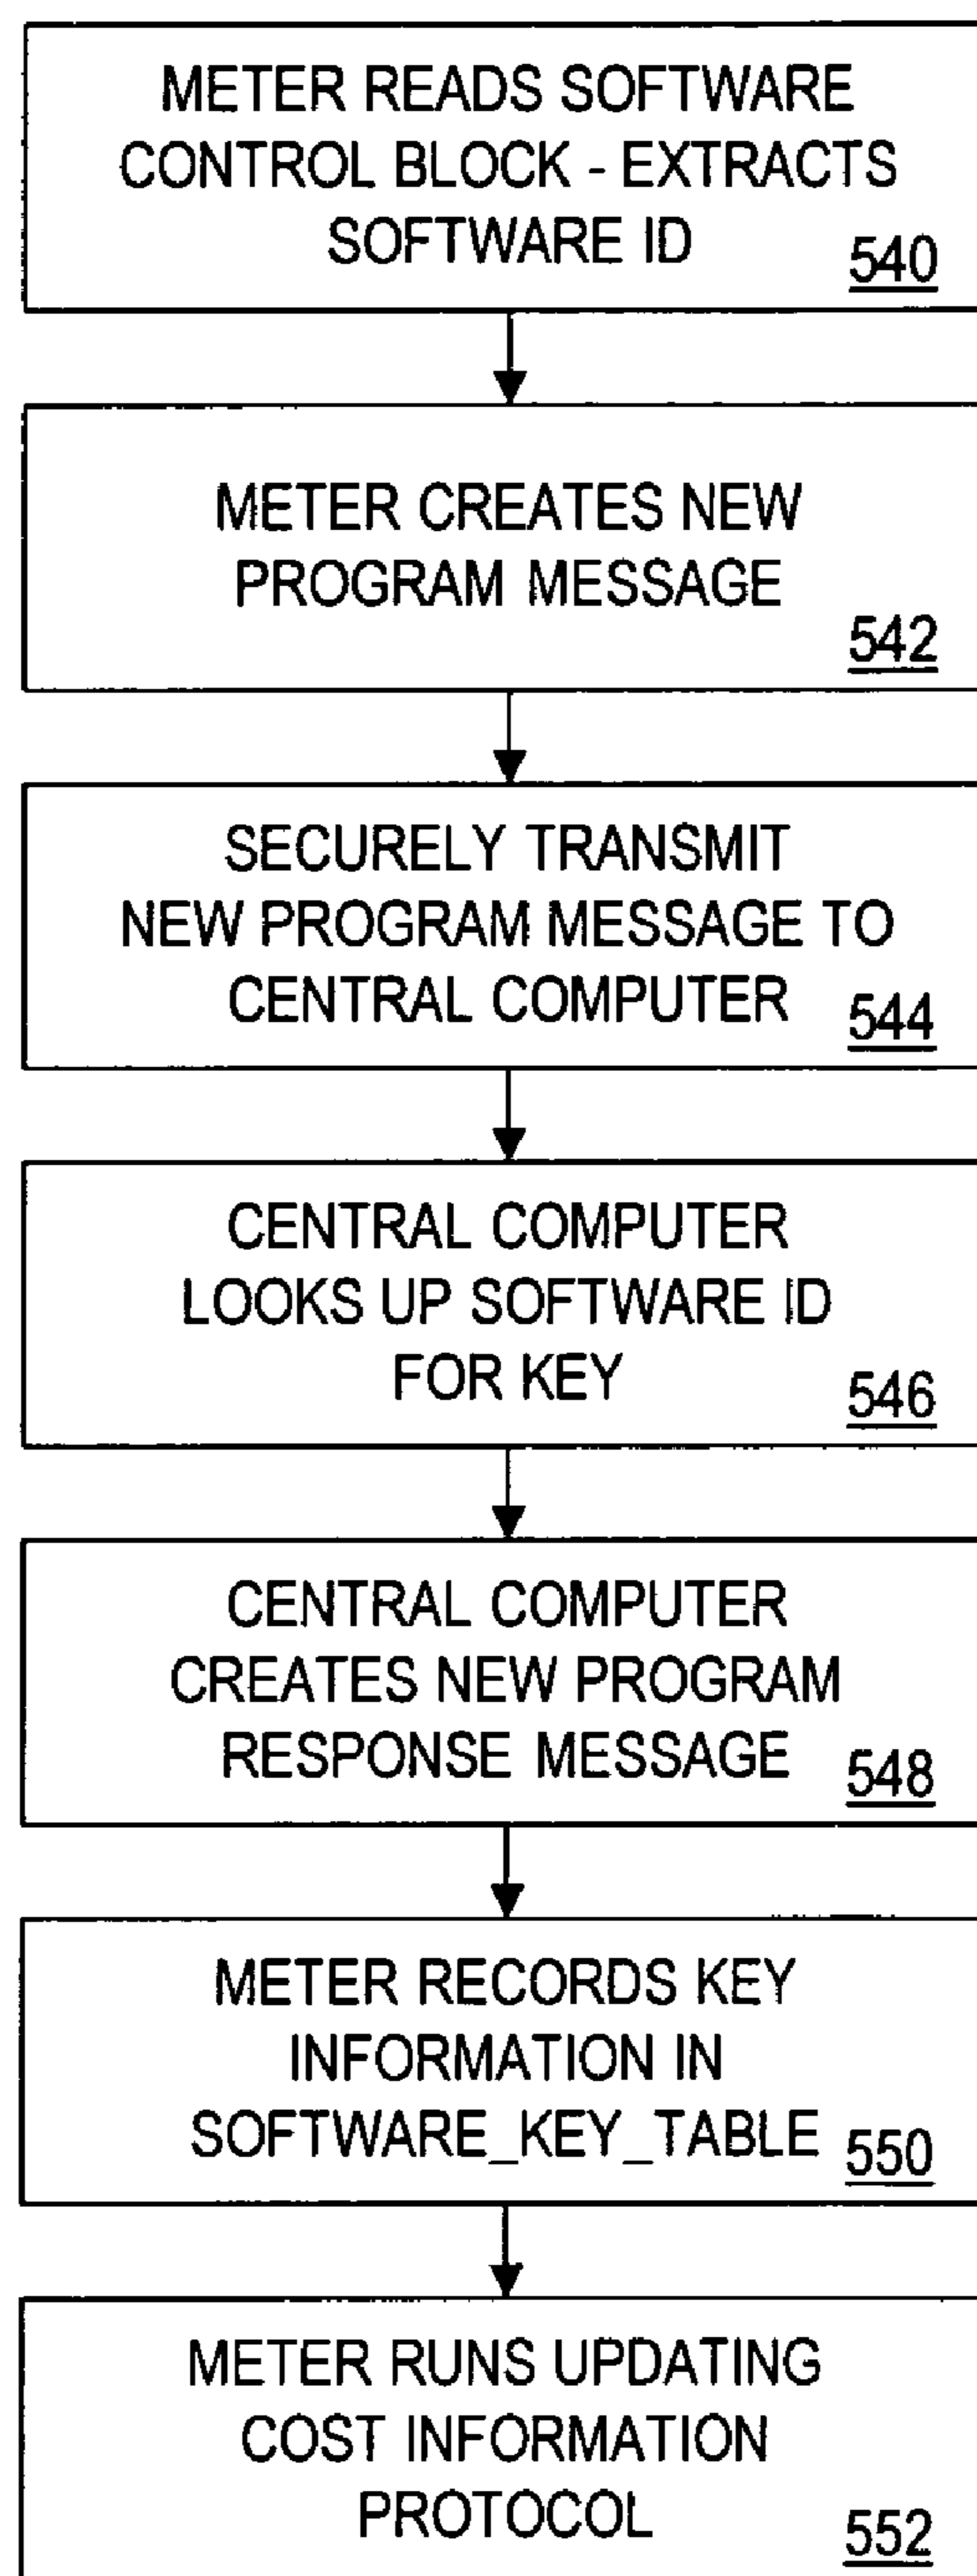 METER READS SOFTWARE
CONTROL BLOCK - EXTRACTS
SOFTWARE ID
540
METER CREATES NEW
PROGRAM MESSAGE
542
SECURELY TRANSMIT
NEW PROGRAM MESSAGE TO
CENTRAL COMPUTER
544
CENTRAL COMPUTER
LOOKS UP SOFTWARE ID
FOR KEY
546
CENTRAL COMPUTER
CREATES NEW PROGRAM
RESPONSE MESSAGE
548
METER RECORDS KEY
INFORMATION IN
SOFTWARE_KEY_TABLE
550
METER RUNS UPDATING
COST INFORMATION
PROTOCOL
552